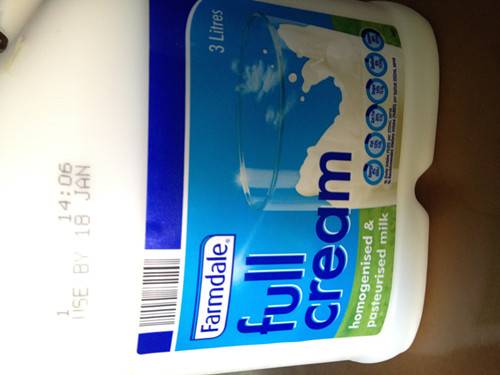 3 Litres
Farmdale®
full
cream
homogenised &
pasteurised milk
14:06
1
USE BY 18 JAN